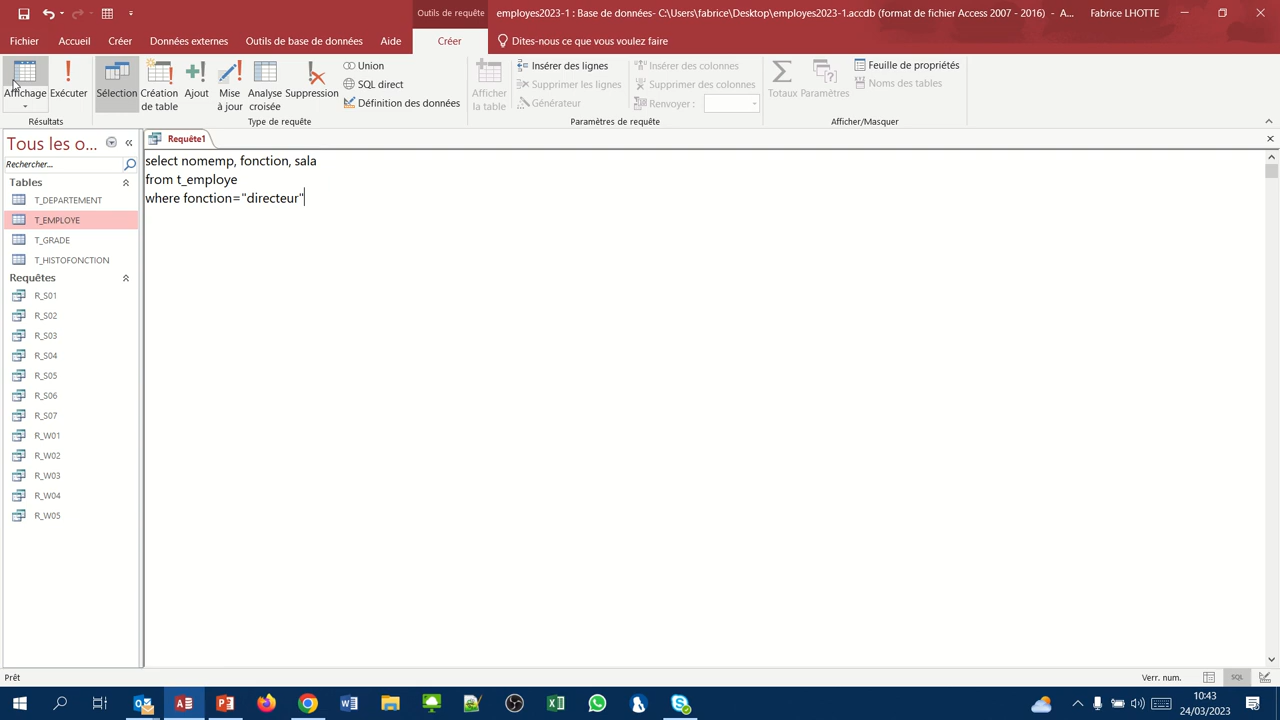 Outils de requête
employes2023-1 : Base de données- C:\Users\fabrice\Desktop\employes2023-1.accdb (format de fichier Access 2007 - 2016) - A...
Fabrice LHOTTE
Fichier
Accueil
Créer
Données externes
Outils de base de données
Aide
Créer
Dites-nous ce que vous voulez faire
Affichage
Exécuter
Sélection
Création
de table
Ajout
Mise
à jour
Analyse
croisée
Suppression
Union
SQL direct
Définition des données
Afficher
la table
Insérer des lignes
Supprimer les lignes
Générateur
Insérer des colonnes
Supprimer des colonnes
Renvoyer :
Totaux
Paramètres
Feuille de propriétés
Noms des tables
Résultats
Type de requête
Paramètres de requête
Afficher/Masquer
Tous les o...
Rechercher...
Tables
T_DEPARTEMENT
T_EMPLOYE
T_GRADE
T_HISTOFONCTION
Requêtes
R_S01
R_S02
R_S03
R_S04
R_S05
R_S06
R_S07
R_W01
R_W02
R_W03
R_W04
R_W05
Requête1
select nomemp, fonction, sala
from t_employe
where fonction="directeur"
Prêt
Verr. num.
SQL
10:43
24/03/2023